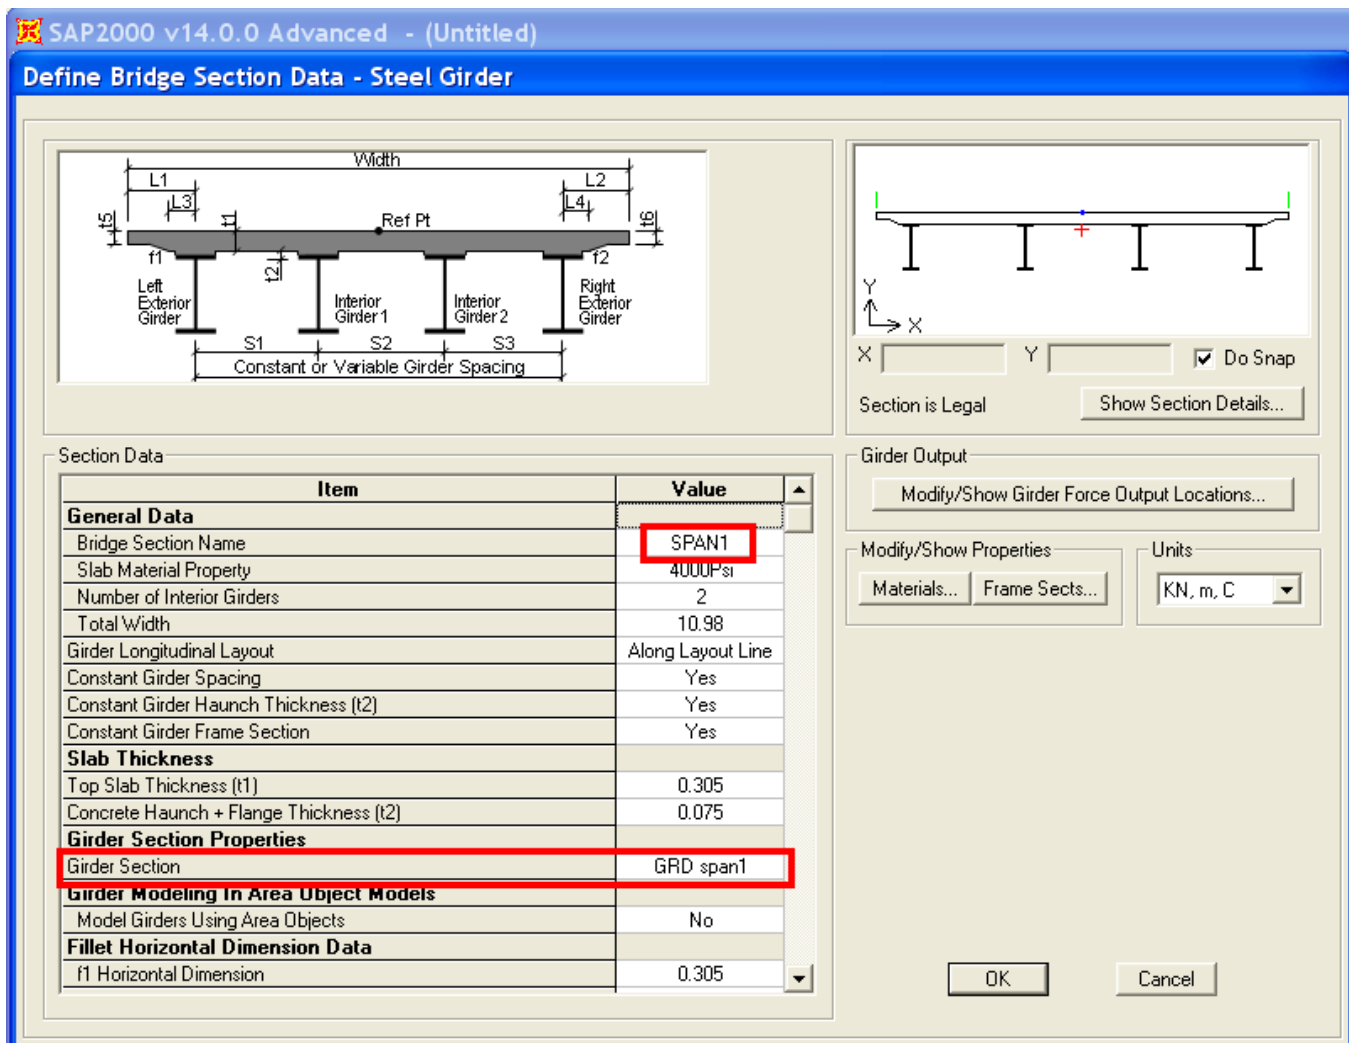 SAP2000 v14.0.0 Advanced - (Untitled)
Define Bridge Section Data - Steel Girder
Width
L1
L2
L3
L4
t5
t1
Ref Pt
t6
f1
t2
f2
Left Exterior Girder
Interior Girder 1
Interior Girder 2
Right Exterior Girder
S1 S2 S3
Constant or Variable Girder Spacing
Y
X
X Y Do Snap
Section is Legal Show Section Details...
Section Data
Item Value
General Data
Bridge Section Name SPAN1
Slab Material Property 4000Psi
Number of Interior Girders 2
Total Width 10.98
Girder Longitudinal Layout Along Layout Line
Constant Girder Spacing Yes
Constant Girder Haunch Thickness (t2) Yes
Constant Girder Frame Section Yes
Slab Thickness
Top Slab Thickness (t1) 0.305
Concrete Haunch + Flange Thickness (t2) 0.075
Girder Section Properties
Girder Section GRD span1
Girder Modeling In Area Object Models
Model Girders Using Area Objects No
Fillet Horizontal Dimension Data
f1 Horizontal Dimension 0.305
Girder Output
Modify/Show Girder Force Output Locations...
Modify/Show Properties
Materials... Frame Sects...
Units
KN, m, C
OK Cancel